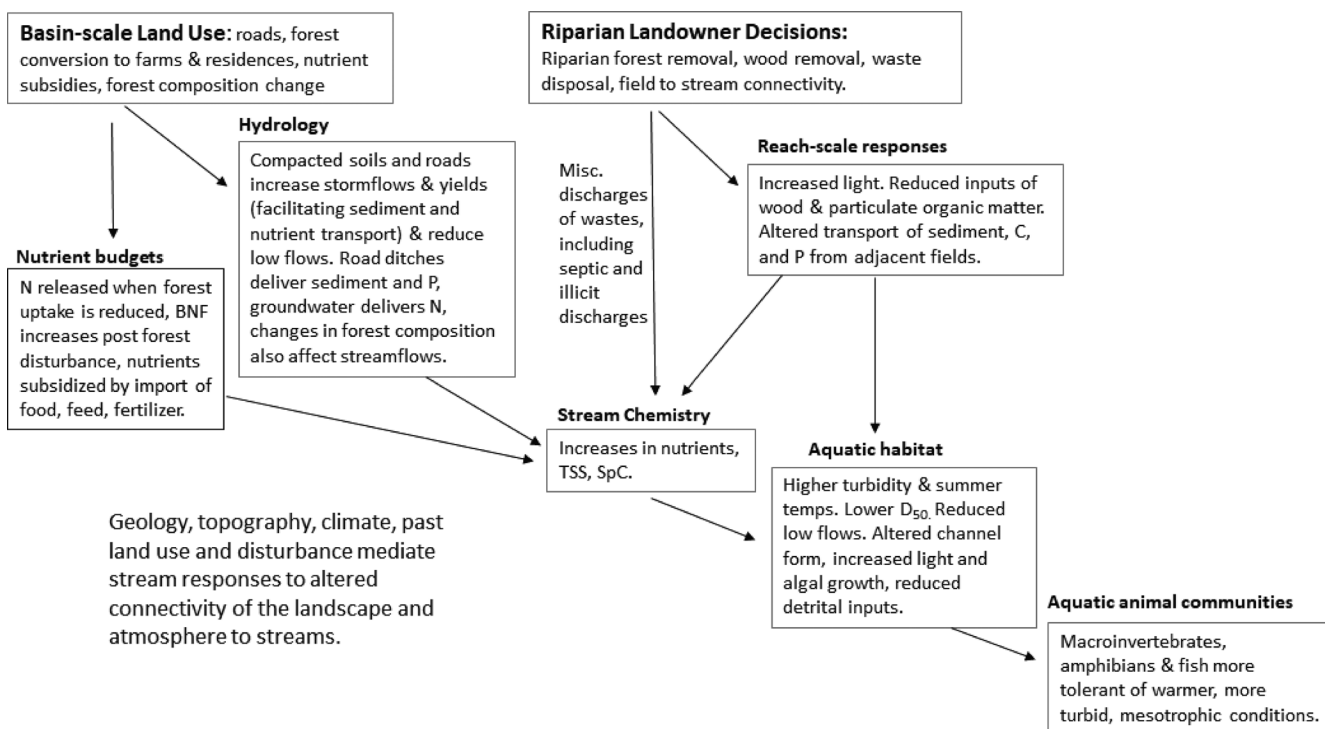 Basin-scale Land Use: roads, forest
conversion to farms & residences, nutrient
subsidies, forest composition change
Riparian Landowner Decisions:
Riparian forest removal, wood removal, waste
disposal, field to stream connectivity.
Hydrology
Compacted soils and roads
increase stormflows & yields
(facilitating sediment and
nutrient transport) & reduce
low flows. Road ditches
deliver sediment and P,
groundwater delivers N,
changes in forest composition
also affect streamflows.
Misc.
discharges
of wastes,
including
septic and
illicit
discharges
Reach-scale responses
Increased light. Reduced inputs of
wood & particulate organic matter.
Altered transport of sediment, C,
and P from adjacent fields.
Nutrient budgets
N released when forest
uptake is reduced, BNF
increases post forest
disturbance, nutrients
subsidized by import of
food, feed, fertilizer.
Stream Chemistry
Increases in nutrients,
TSS, SpC.
Aquatic habitat
Higher turbidity & summer
temps. Lower D50. Reduced
low flows. Altered channel
form, increased light and
algal growth, reduced
detrital inputs.
Geology, topography, climate, past
land use and disturbance mediate
stream responses to altered
connectivity of the landscape and
atmosphere to streams.
Aquatic animal communities
Macroinvertebrates,
amphibians & fish more
tolerant of warmer, more
turbid, mesotrophic conditions.